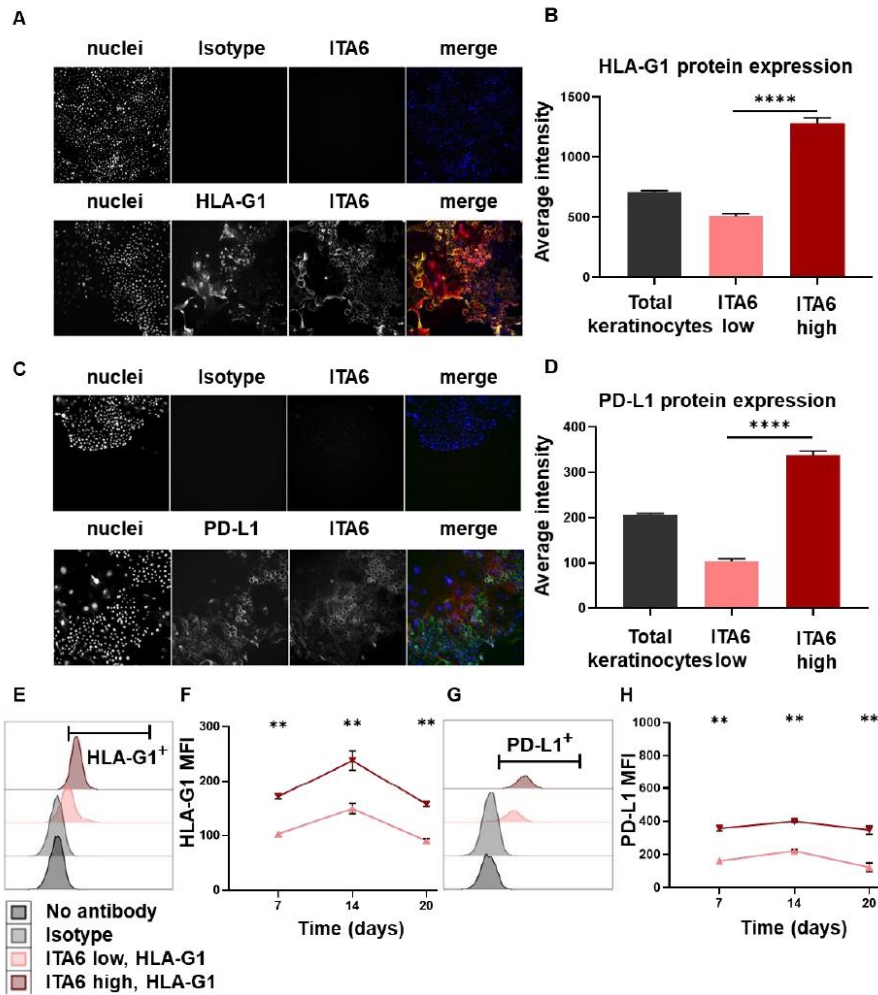 A
nuclei Isotype ITA6 merge
nuclei HLA-G1 ITA6 merge
B
HLA-G1 protein expression
Average intensity
1500
1000
500
0
****
Total keratinocytes
ITA6 low
ITA6 high
C
nuclei Isotype ITA6 merge
nuclei PD-L1 ITA6 merge
D
PD-L1 protein expression
Average intensity
400
300
200
100
0
****
Total keratinocytes
ITA6 low
ITA6 high
E
HLA-G1+
No antibody
Isotype
ITA6 low, HLA-G1
ITA6 high, HLA-G1
F
HLA-G1 MFI
300
200
100
0
** ** **
7 14 20
Time (days)
G
PD-L1+
H
PD-L1 MFI
1000
800
600
400
200
0
** ** **
7 14 20
Time (days)